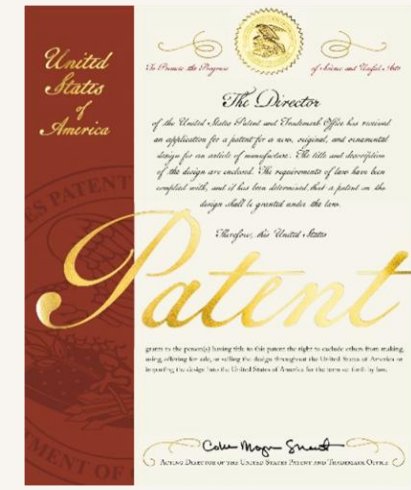 United
States
of
America
To Promote the Progress
of Science and Useful Arts
The Director
of the United States Patent and Trademark Office has received
an application for a patent for a new, original, and ornamental
design for an article of manufacture. The title and description
of the design are enclosed. The requirements of law have been
complied with, and it has been determined that a patent on the
design shall be granted under the law.
Therefore, this United States
Patent
grants to the person(s) having title to this patent the right to exclude others from making,
using, offering for sale, or selling the design throughout the United States of America or
importing the design into the United States of America for the term set forth by law.
Acting Director of the United States Patent and Trademark Office
S PATENT
MENT OF